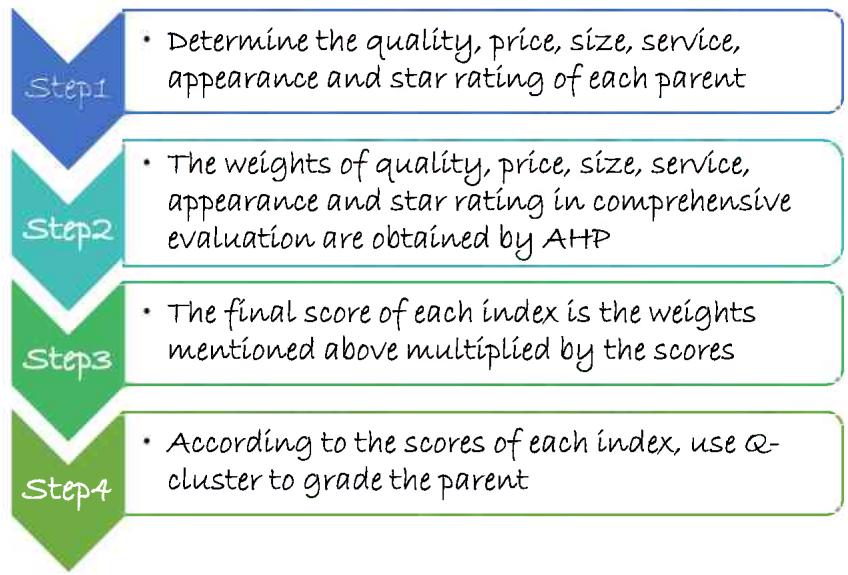 Step1
• Determine the quality, price, size, service,
appearance and star rating of each parent
Step2
• The weights of quality, price, size, service,
appearance and star rating in comprehensive
evaluation are obtained by AHP
Step3
• The final score of each index is the weights
mentioned above multiplied by the scores
Step4
• According to the scores of each index, use Q-
cluster to grade the parent